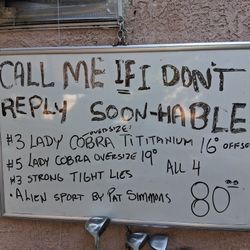 CALL ME IF I DON'T
REPLY SOON-HABLE
OVERSIZE!
#3 LADY COBRA TITITANIUM 16° OFFSE
#5 LADY COBRA OVERSIZE 19°
#3 STRONG TIGHT LIES ALL 4
• ALIEN SPORT BY PAT SIMMONS 80.00